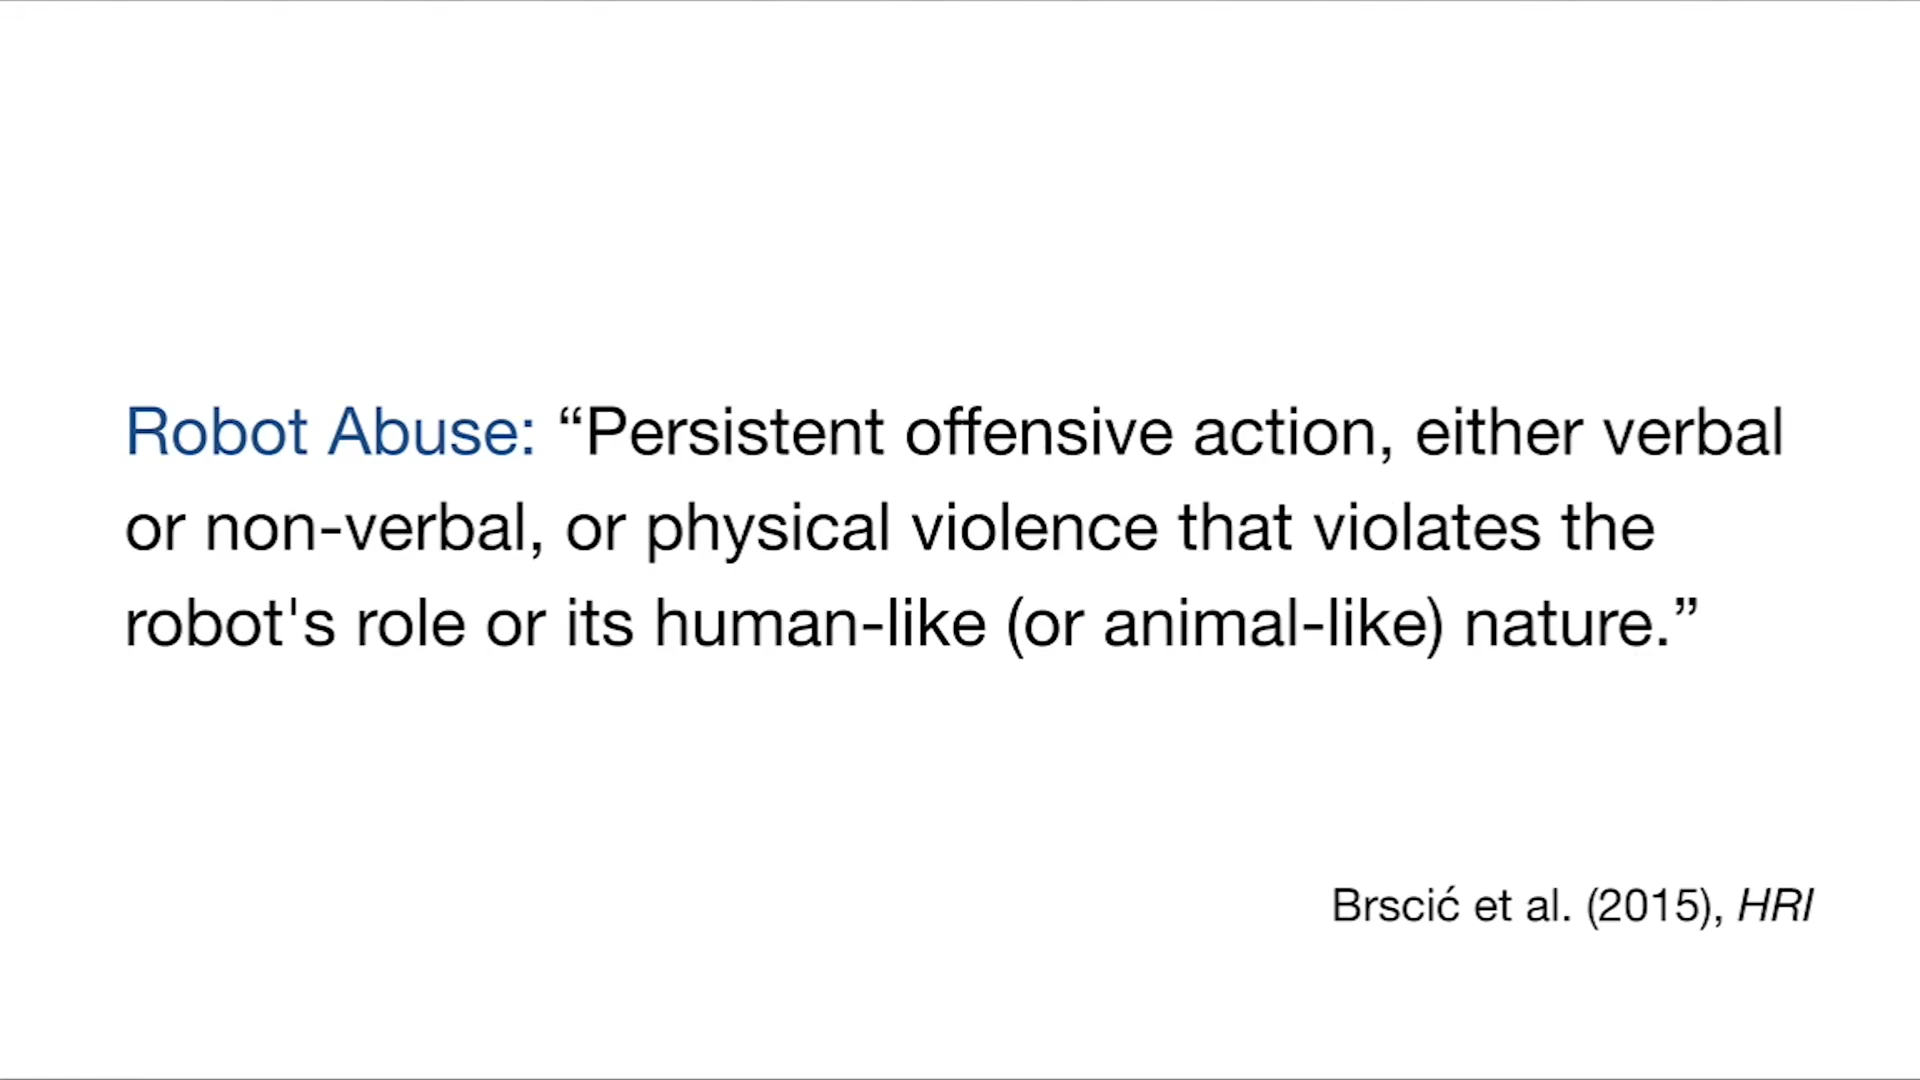 Robot Abuse: “Persistent offensive action, either verbal
or non-verbal, or physical violence that violates the
robot's role or its human-like (or animal-like) nature.”
Brscić et al. (2015), HRI